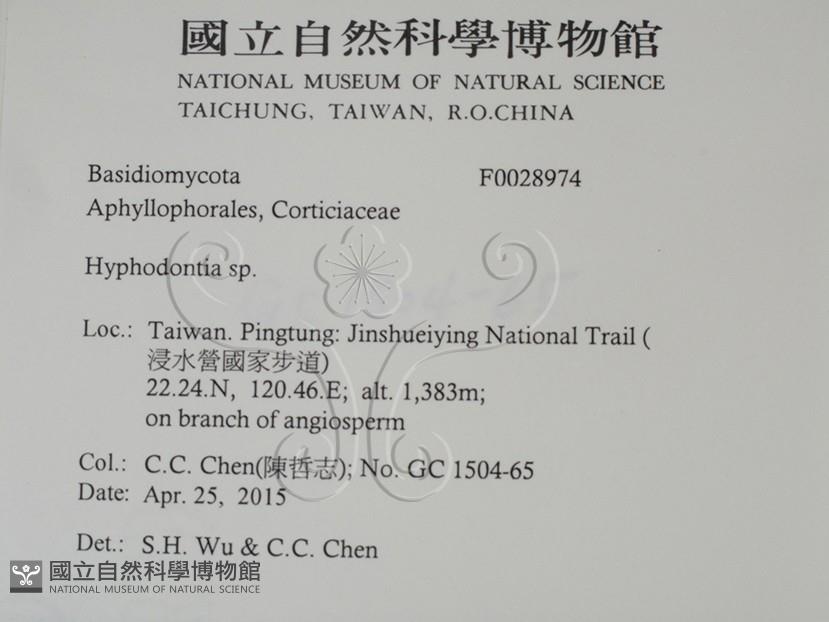 國立自然科學博物館
NATIONAL MUSEUM OF NATURAL SCIENCE
TAICHUNG, TAIWAN, R.O.CHINA
Basidiomycota F0028974
Aphyllophorales, Corticiaceae
Hyphodontia sp.
Loc.: Taiwan. Pingtung: Jinshueiying National Trail (
浸水營國家步道)
22.24.N, 120.46.E; alt. 1,383m;
on branch of angiosperm
Col.: C.C. Chen(陳哲志); No. GC 1504-65
Date: Apr. 25, 2015
Det.: S.H. Wu & C.C. Chen
國立自然科學博物館
NATIONAL MUSEUM OF NATURAL SCIENCE